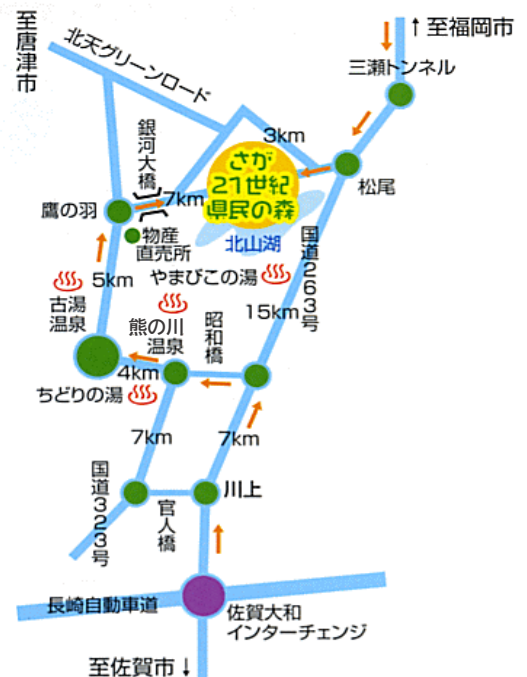 至唐津市
北天グリーンロード
↑至福岡市
三瀬トンネル
銀河大橋
3km
さが
21世紀
県民の森
松尾
7km
鷹の羽
物産
直売所
北山湖
国道263号
やまびこの湯
5km
古湯
温泉
15km
熊の川
温泉
昭和橋
4km
ちどりの湯
7km
7km
国道323号
官人橋
川上
長崎自動車道
佐賀大和
インターチェンジ
至佐賀市↓